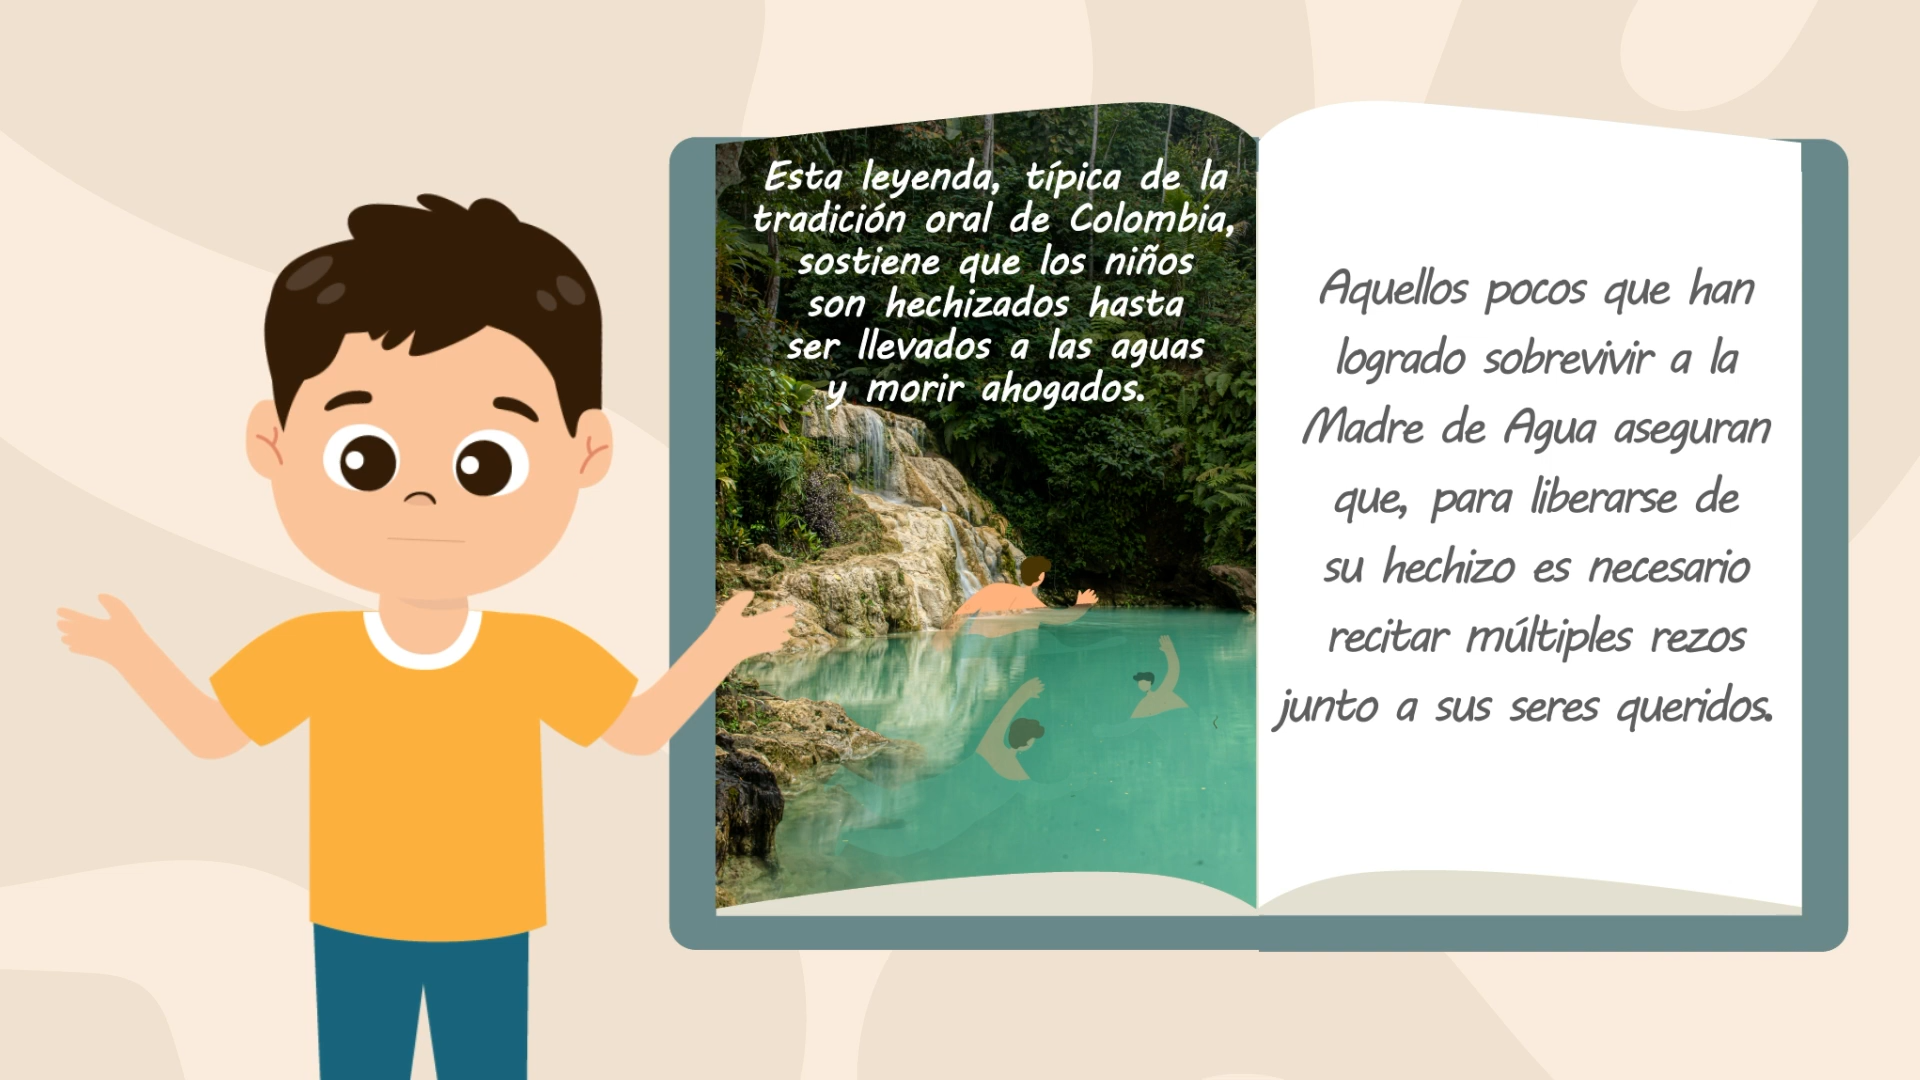 Esta leyenda, típica de la
tradición oral de Colombia,
sostiene que los niños
son hechizados hasta
ser llevados a las aguas
y morir ahogados.
Aquellos pocos que han
logrado sobrevivir a la
Madre de Agua aseguran
que, para liberarse de
su hechizo es necesario
recitar múltiples rezos
junto a sus seres queridos.